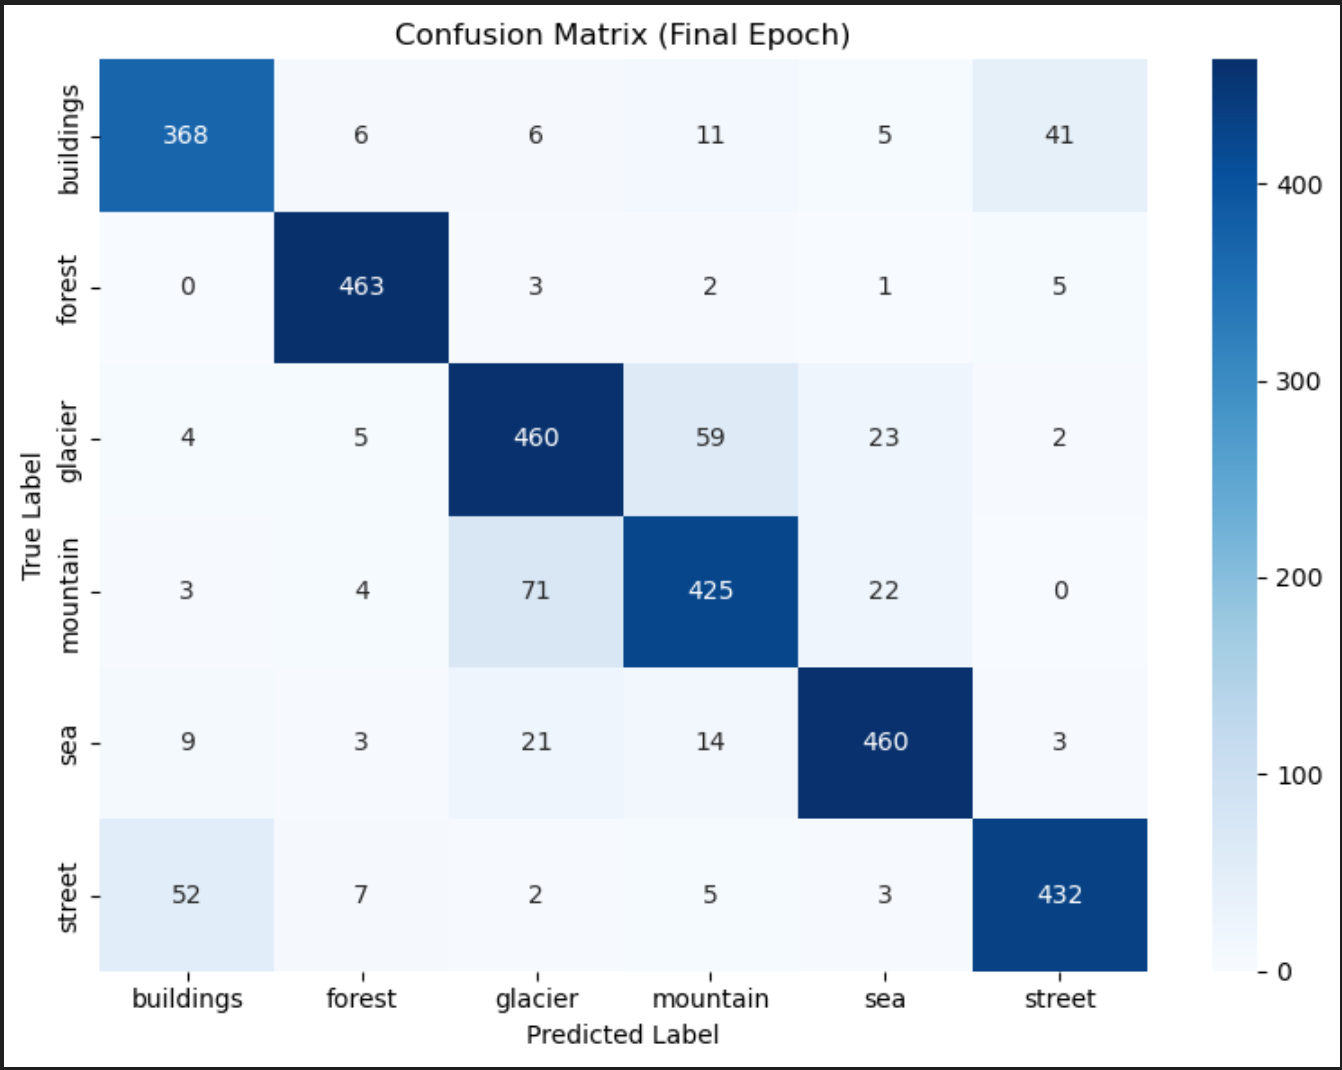 Confusion Matrix (Final Epoch)
buildings 368 6 6 11 5 41
forest 0 463 3 2 1 5
glacier 4 5 460 59 23 2
mountain 3 4 71 425 22 0
sea 9 3 21 14 460 3
street 52 7 2 5 3 432
True Label
buildings forest glacier mountain sea street
Predicted Label
400
300
200
100
0